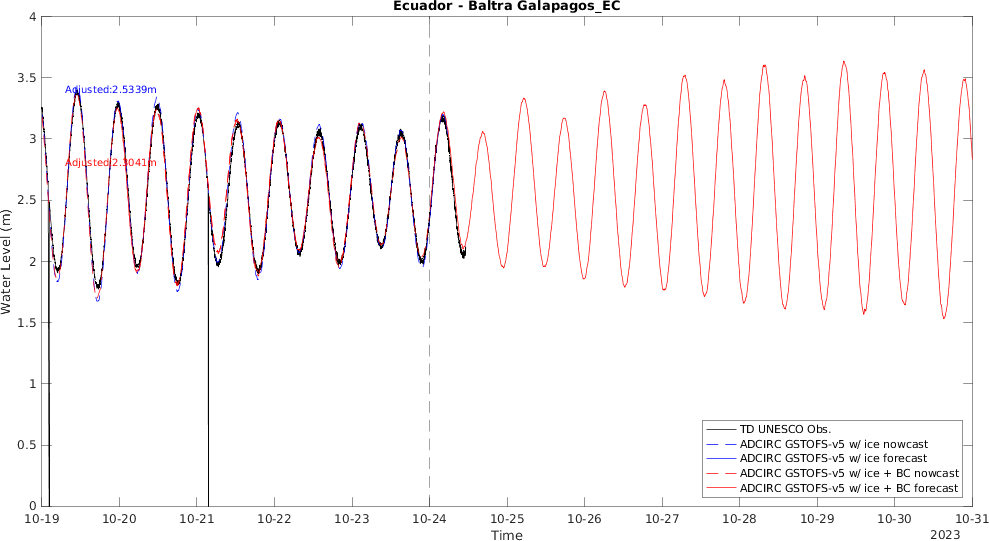 Ecuador - Baltra Galapagos_EC
4
3.5
3
2.5
2
1.5
1
0.5
0
Water Level (m)
Adjusted:2.5339m
Adjusted:2.3041m
TD UNESCO Obs.
ADCIRC GSTOFS-v5 w/ ice nowcast
ADCIRC GSTOFS-v5 w/ ice forecast
ADCIRC GSTOFS-v5 w/ ice + BC nowcast
ADCIRC GSTOFS-v5 w/ ice + BC forecast
10-19 10-20 10-21 10-22 10-23 10-24 10-25 10-26 10-27 10-28 10-29 10-30 10-31
Time
2023